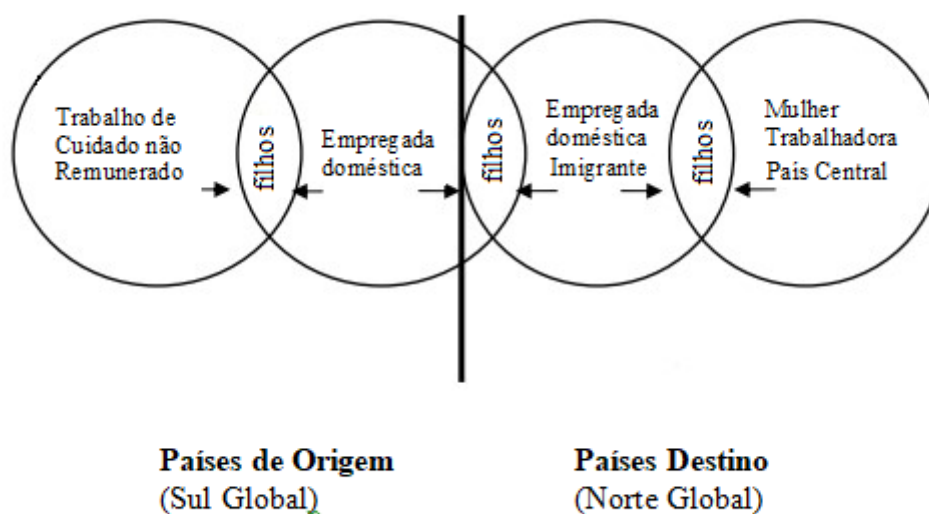 Trabalho de
Cuidado não
Remunerado
filhos
Empregada
doméstica
filhos
Empregada
doméstica
Imigrante
filhos
Mulher
Trabalhadora
País Central
Países de Origem
(Sul Global)
Países Destino
(Norte Global)